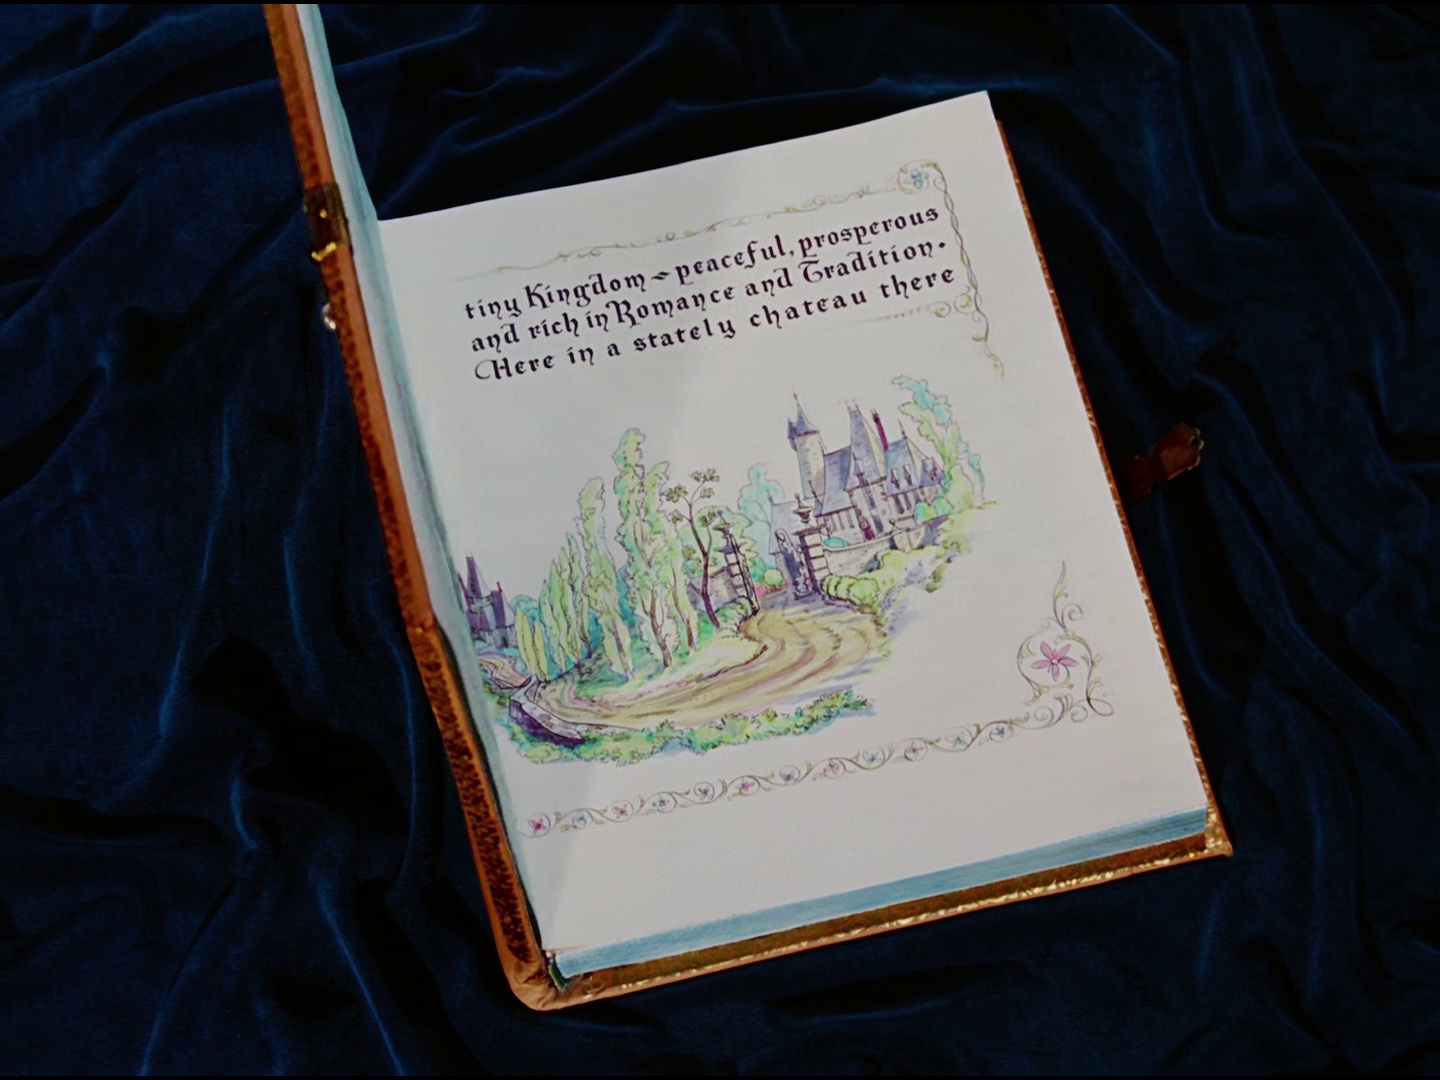 tiny Kingdom - peaceful, prosperous
and rich in Romance and Tradition.
Here in a stately chateau there